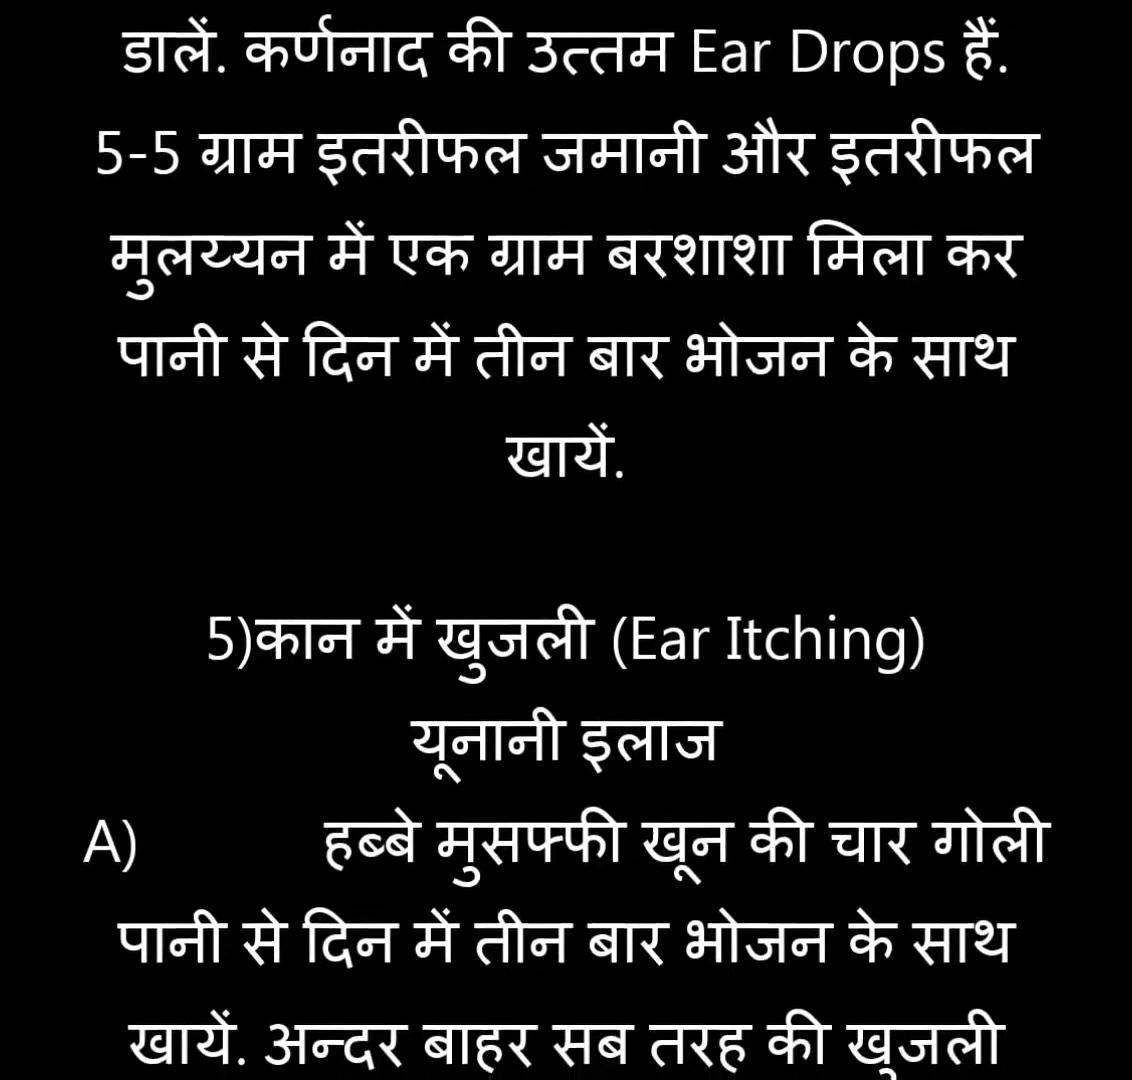 डालें. कर्णनाद की उत्तम Ear Drops हैं.
5-5 ग्राम इतरीफल जमानी और इतरीफल
मुलय्यन में एक ग्राम बरशाशा मिला कर
पानी से दिन में तीन बार भोजन के साथ
खायें.
5)कान में खुजली (Ear Itching)
यूनानी इलाज
A) हब्बे मुसफ्फी खून की चार गोली
पानी से दिन में तीन बार भोजन के साथ
खायें. अन्दर बाहर सब तरह की खुजली